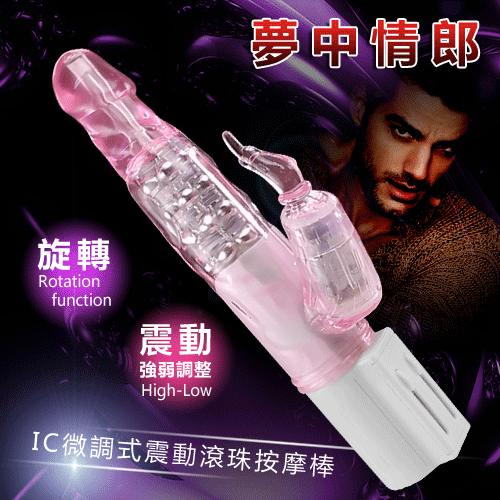 夢中情郎
旋轉
Rotation
function
震動
強弱調整
High-Low
IC微調式震動滾珠按摩棒